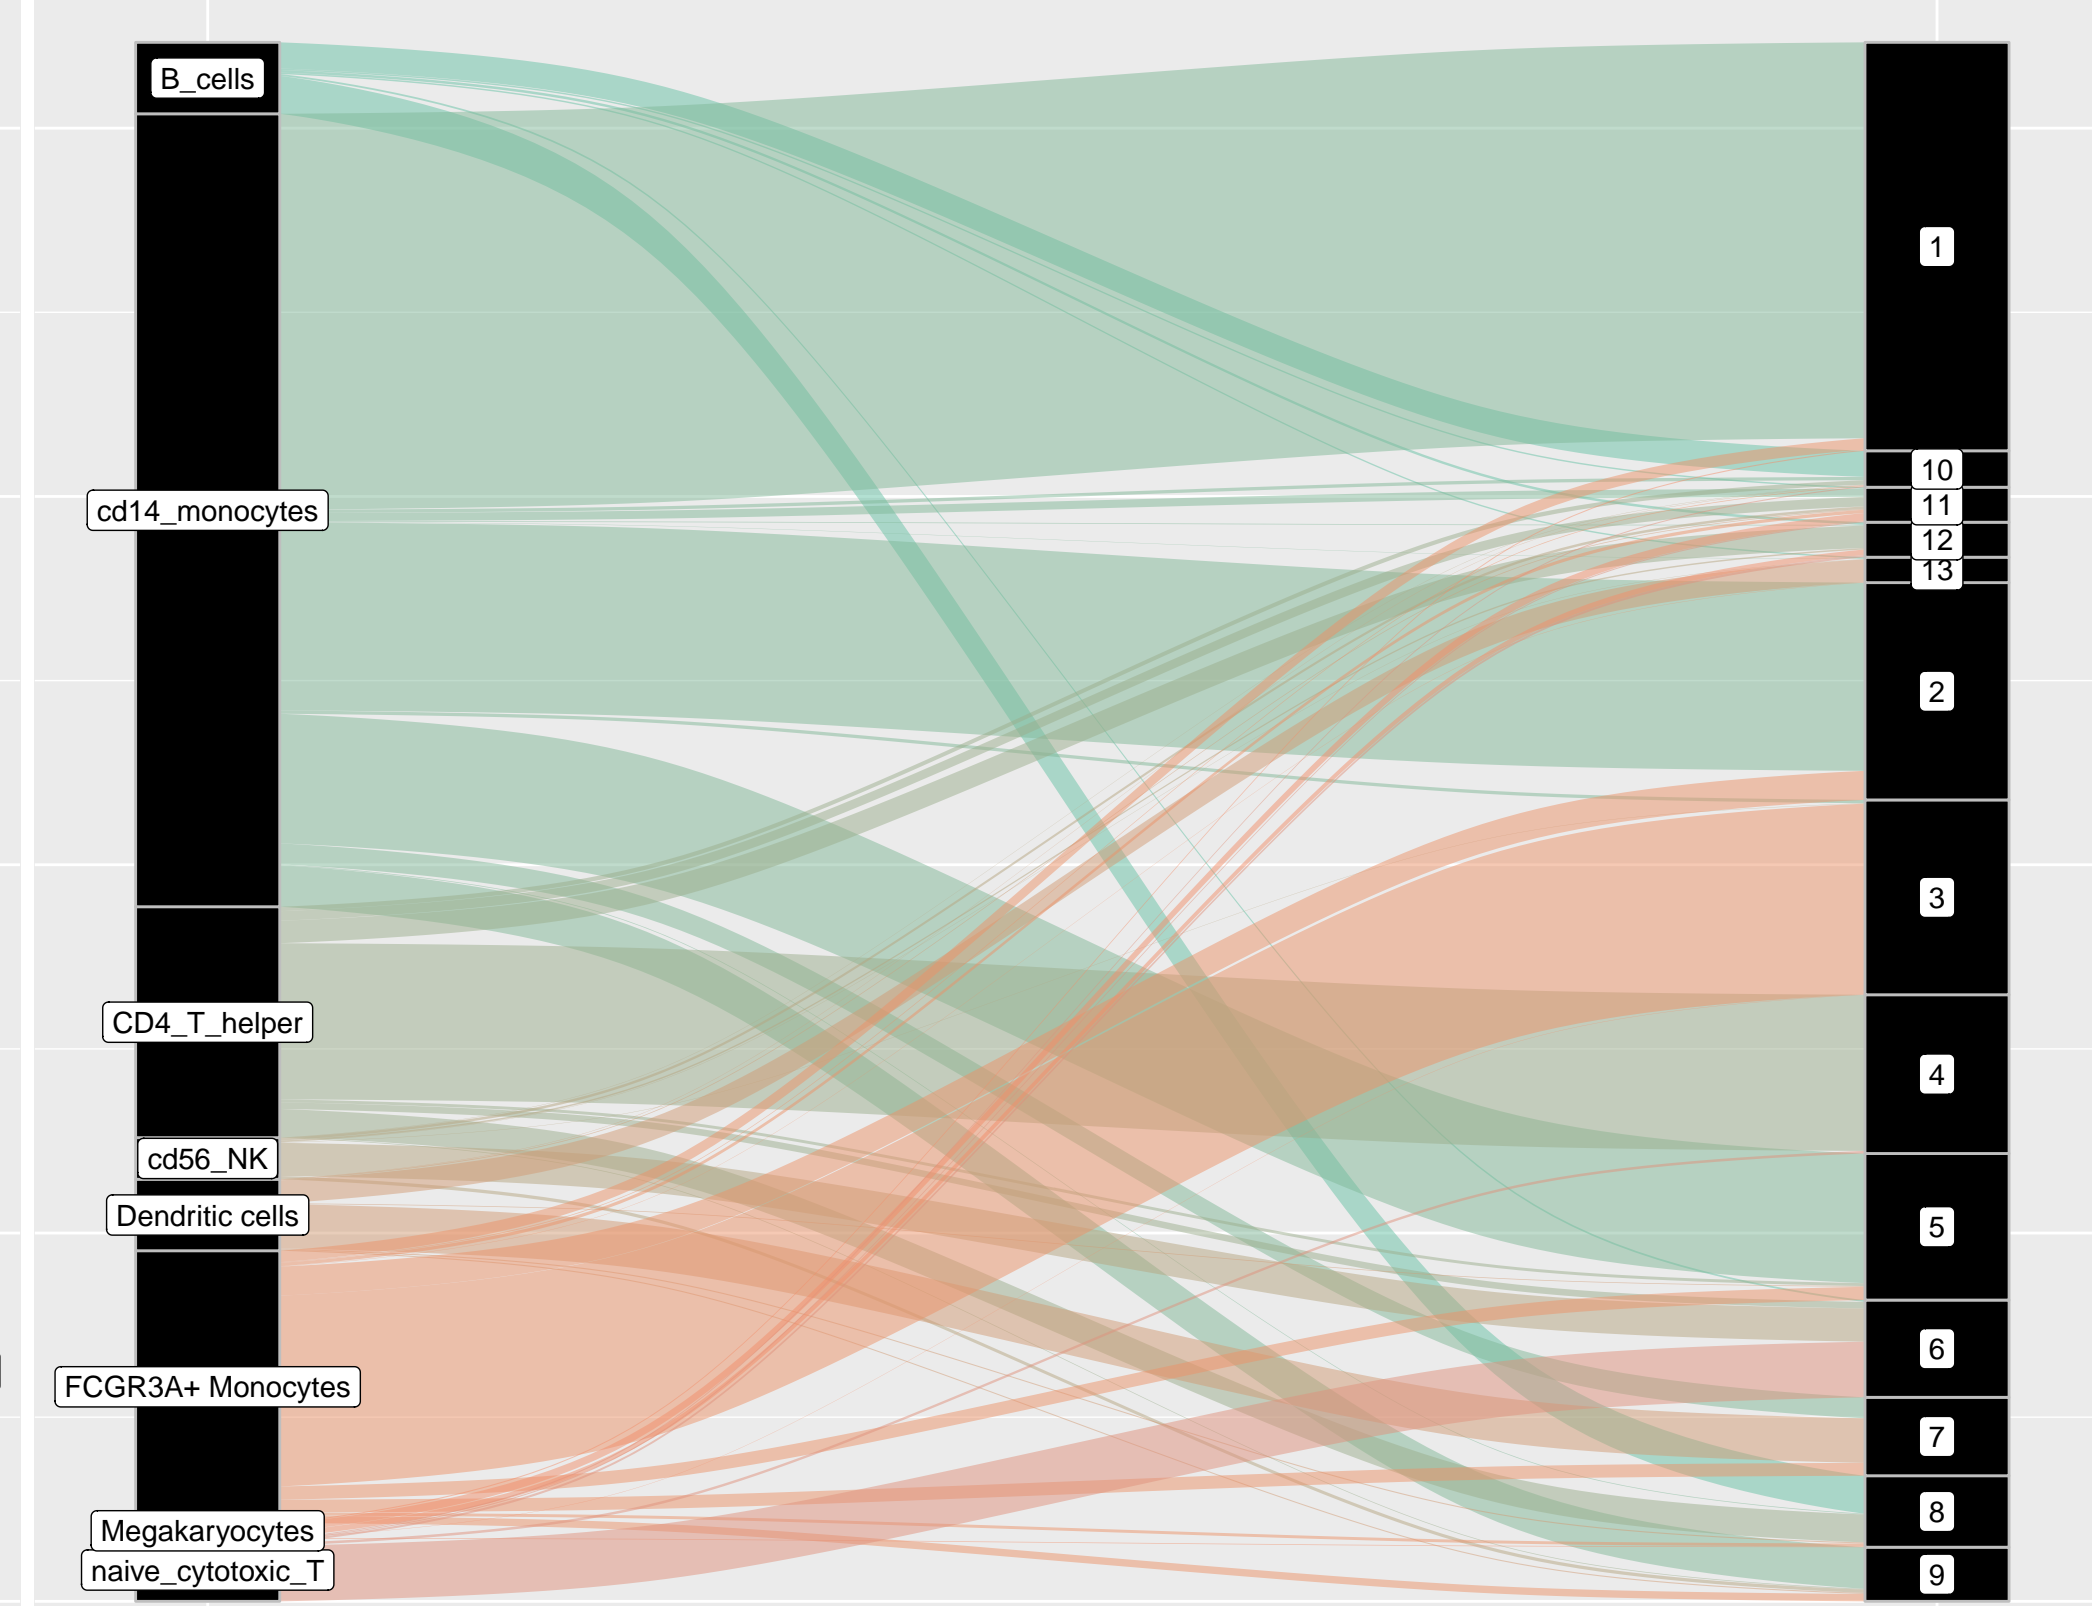 B_cells
cd14_monocytes
CD4_T_helper
cd56_NK
Dendritic cells
FCGR3A+ Monocytes
Megakaryocytes
naive_cytotoxic_T
1
10
11
12
13
2
3
4
5
6
7
8
9